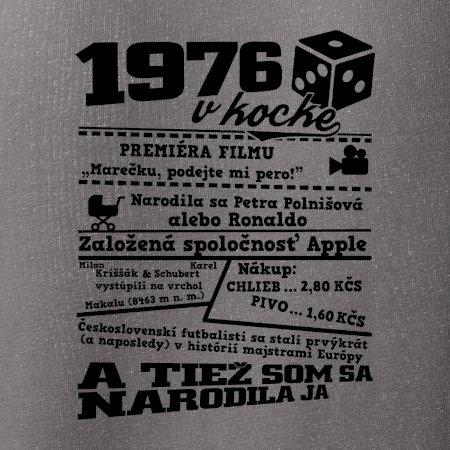 1976
v kocke
PREMIÉRA FILMU
„Marečku, podejte mi pero!"
Narodila sa Petra Polnišová
alebo Ronaldo
Založená spoločnosť Apple
Milan Karel
Kriššák & Schubert
vystúpili na vrchol
Makalu (8463 m n. m.)
Nákup:
CHLIEB ... 2,80 KČS
PIVO ... 1,60 KČS
Československí futbalisti sa stali prvýkrát
(a naposledy) v histórií majstrami Európy
A TIEŽ SOM SA
NARODILA JA